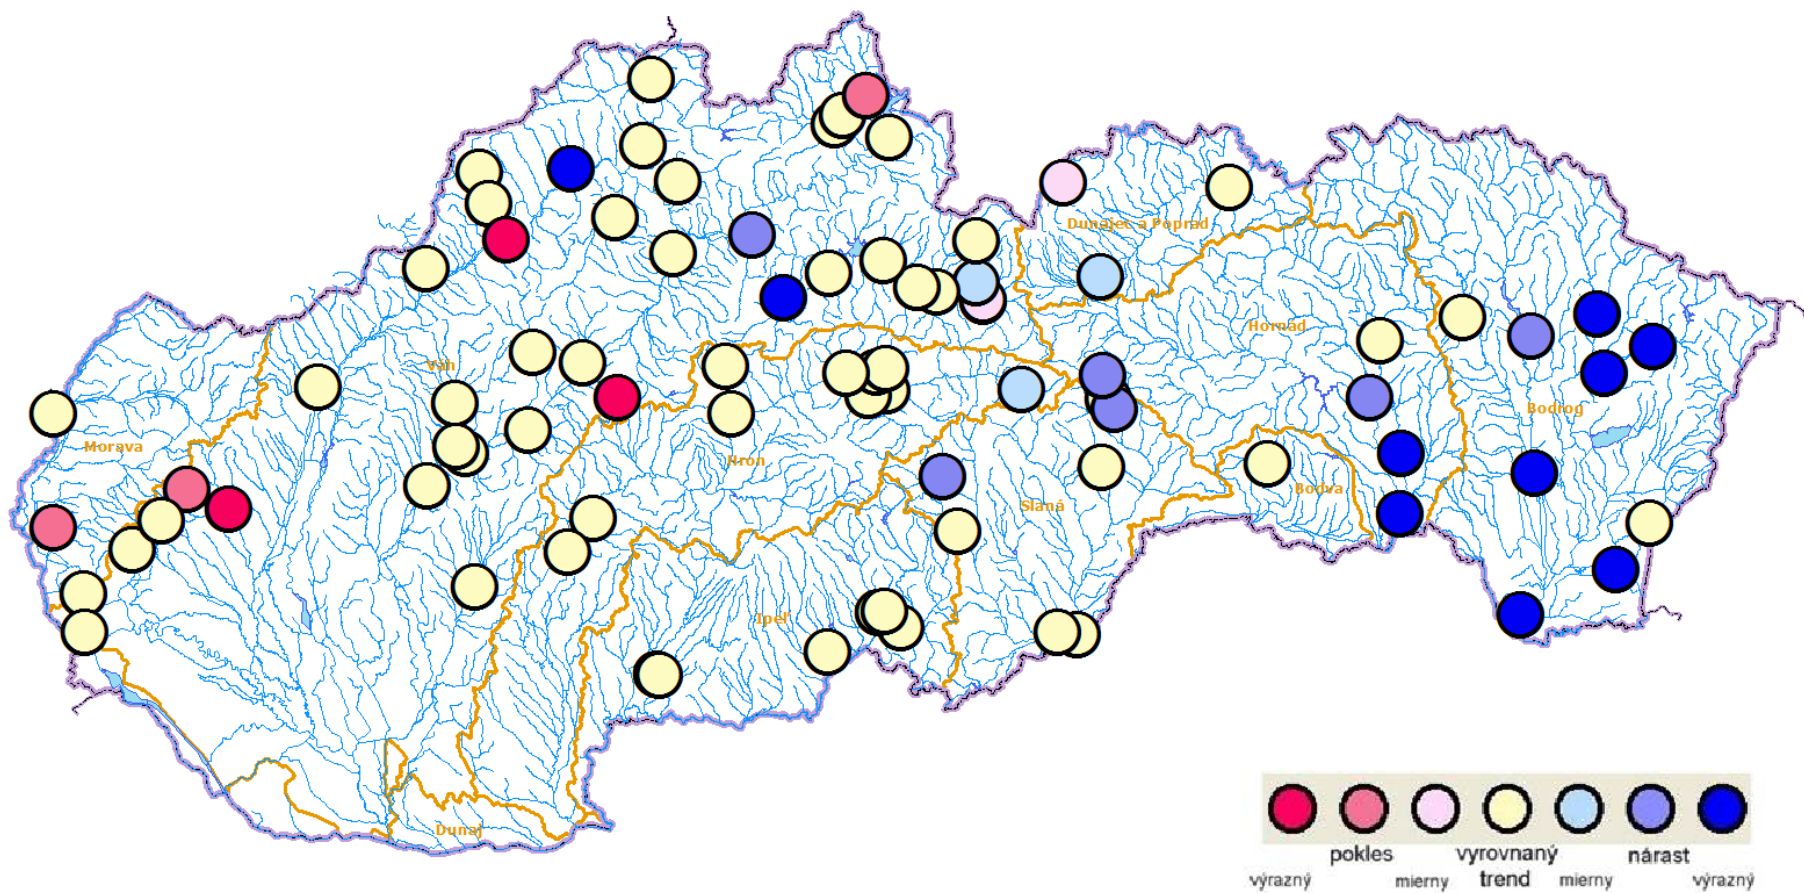 Dunajec a Poprad
Hornád
Váh
Bodrog
Morava
Hron
Bodva
Slaná
Ipeľ
Dunaj
pokles vyrovnaný nárast
výrazný mierny trend mierny výrazný